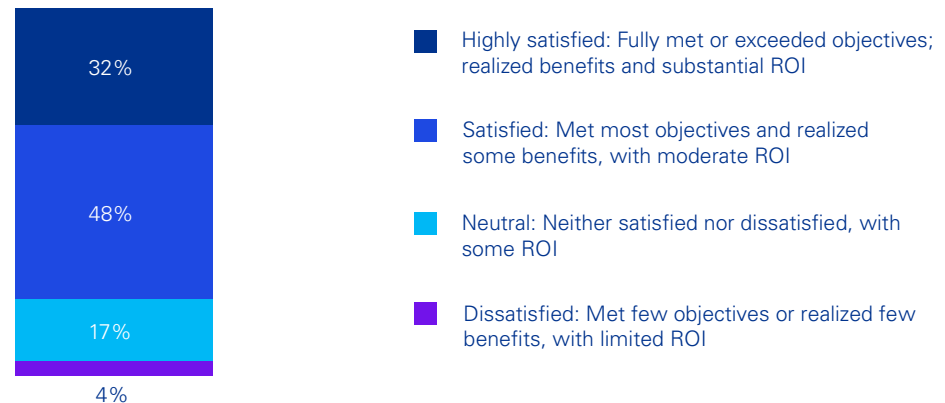 32%
48%
17%
4%
Highly satisfied: Fully met or exceeded objectives;
realized benefits and substantial ROI
Satisfied: Met most objectives and realized
some benefits, with moderate ROI
Neutral: Neither satisfied nor dissatisfied, with
some ROI
Dissatisfied: Met few objectives or realized few
benefits, with limited ROI